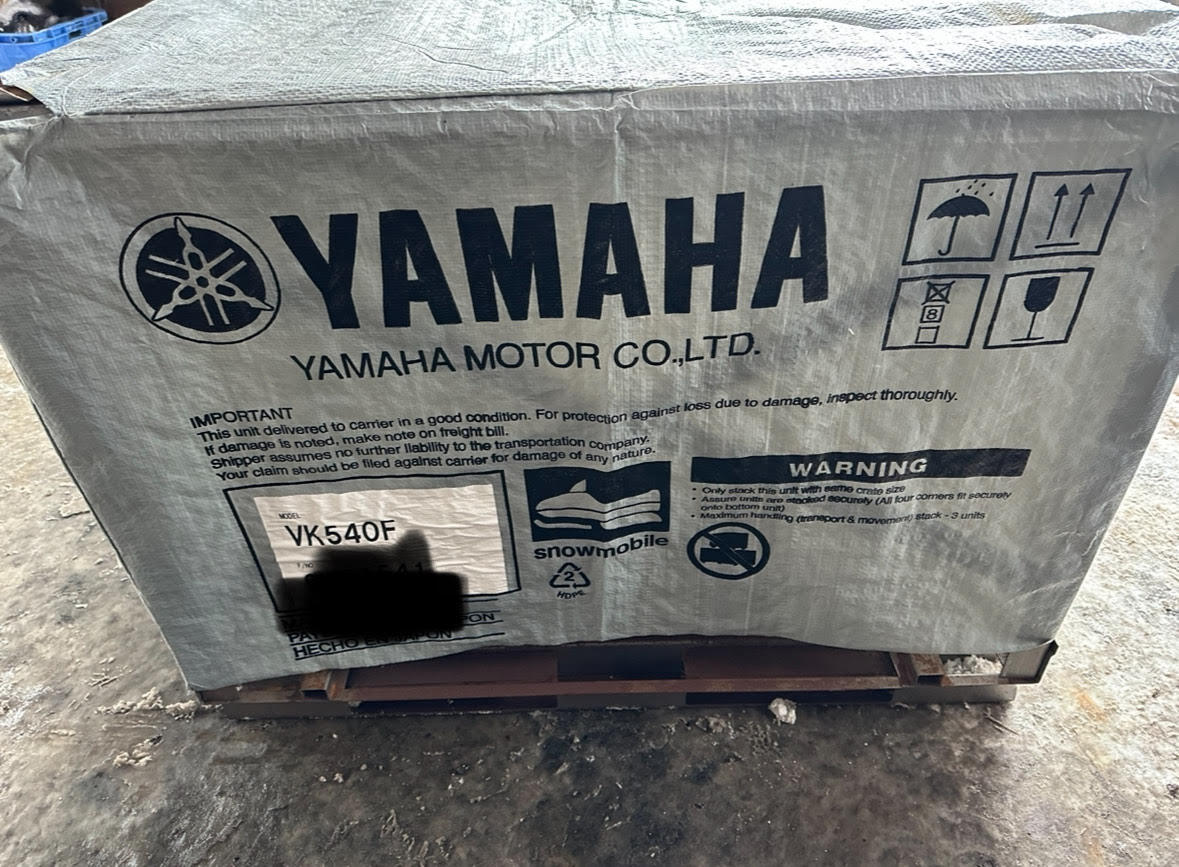 YAMAHA
YAMAHA MOTOR CO.,LTD.
8
IMPORTANT
This unit delivered to carrier in a good condition. For protection against loss due to damage, inspect thoroughly.
If damage is noted, make note on freight bill.
Shipper assumes no further liability to the transportation company.
Your claim should be filed against carrier for damage of any nature.
MODEL
VK540F
HECHO EN JAPON
snowmobile
2
HDPE
WARNING
• Only stack this unit with same crate size
• Assure units are stacked securely (All four corners fit securely
onto bottom unit)
• Maximum handling (transport & movement) stack - 3 units